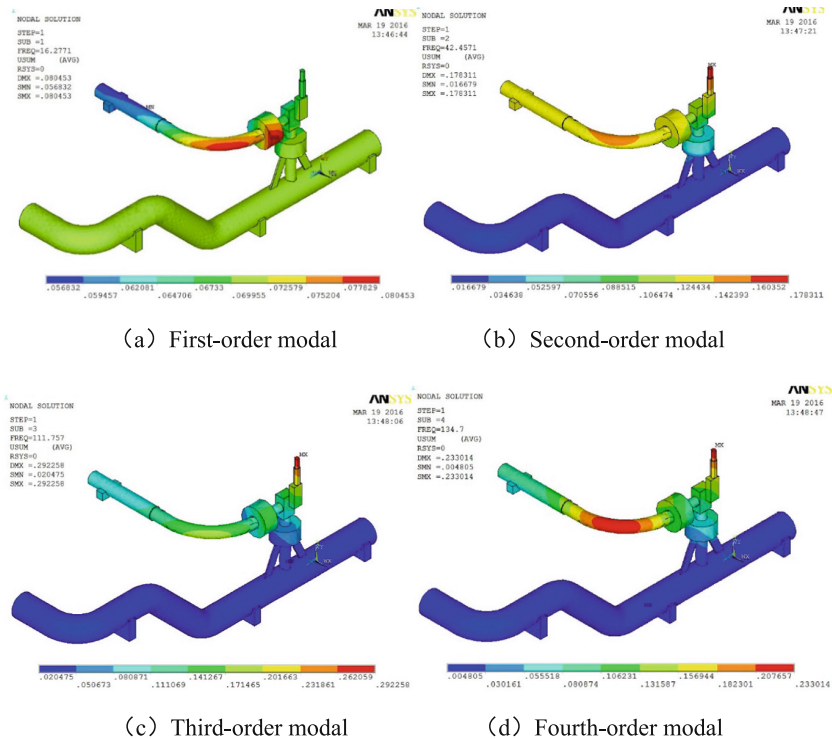 ANSYS
MAR 19 2016
13:46:44
NODAL SOLUTION
STEP=1
SUB =1
FREQ=16.2771
USUM (AVG)
RSYS=0
DMX =.080453
SMN =.056832
SMX =.080453
MN
MX
.056832 .062081 .06733 .072579 .077829
.059457 .064706 .069955 .075204 .080453
(a) First-order modal
ANSYS
MAR 19 2016
13:47:21
NODAL SOLUTION
STEP=1
SUB =2
FREQ=42.4571
USUM (AVG)
RSYS=0
DMX =.178311
SMN =.016679
SMX =.178311
MX
.016679 .052597 .088515 .124434 .160352
.034638 .070556 .106474 .142393 .178311
(b) Second-order modal
ANSYS
MAR 19 2016
13:48:06
NODAL SOLUTION
STEP=1
SUB =3
FREQ=111.757
USUM (AVG)
RSYS=0
DMX =.292258
SMN =.020475
SMX =.292258
MX
.020475 .080871 .141267 .201663 .262059
.050673 .111069 .171465 .231861 .292258
(c) Third-order modal
ANSYS
MAR 19 2016
13:48:47
NODAL SOLUTION
STEP=1
SUB =4
FREQ=134.7
USUM (AVG)
RSYS=0
DMX =.233014
SMN =.004805
SMX =.233014
MX
.004805 .055518 .106231 .156944 .207657
.030161 .080874 .131587 .182301 .233014
(d) Fourth-order modal